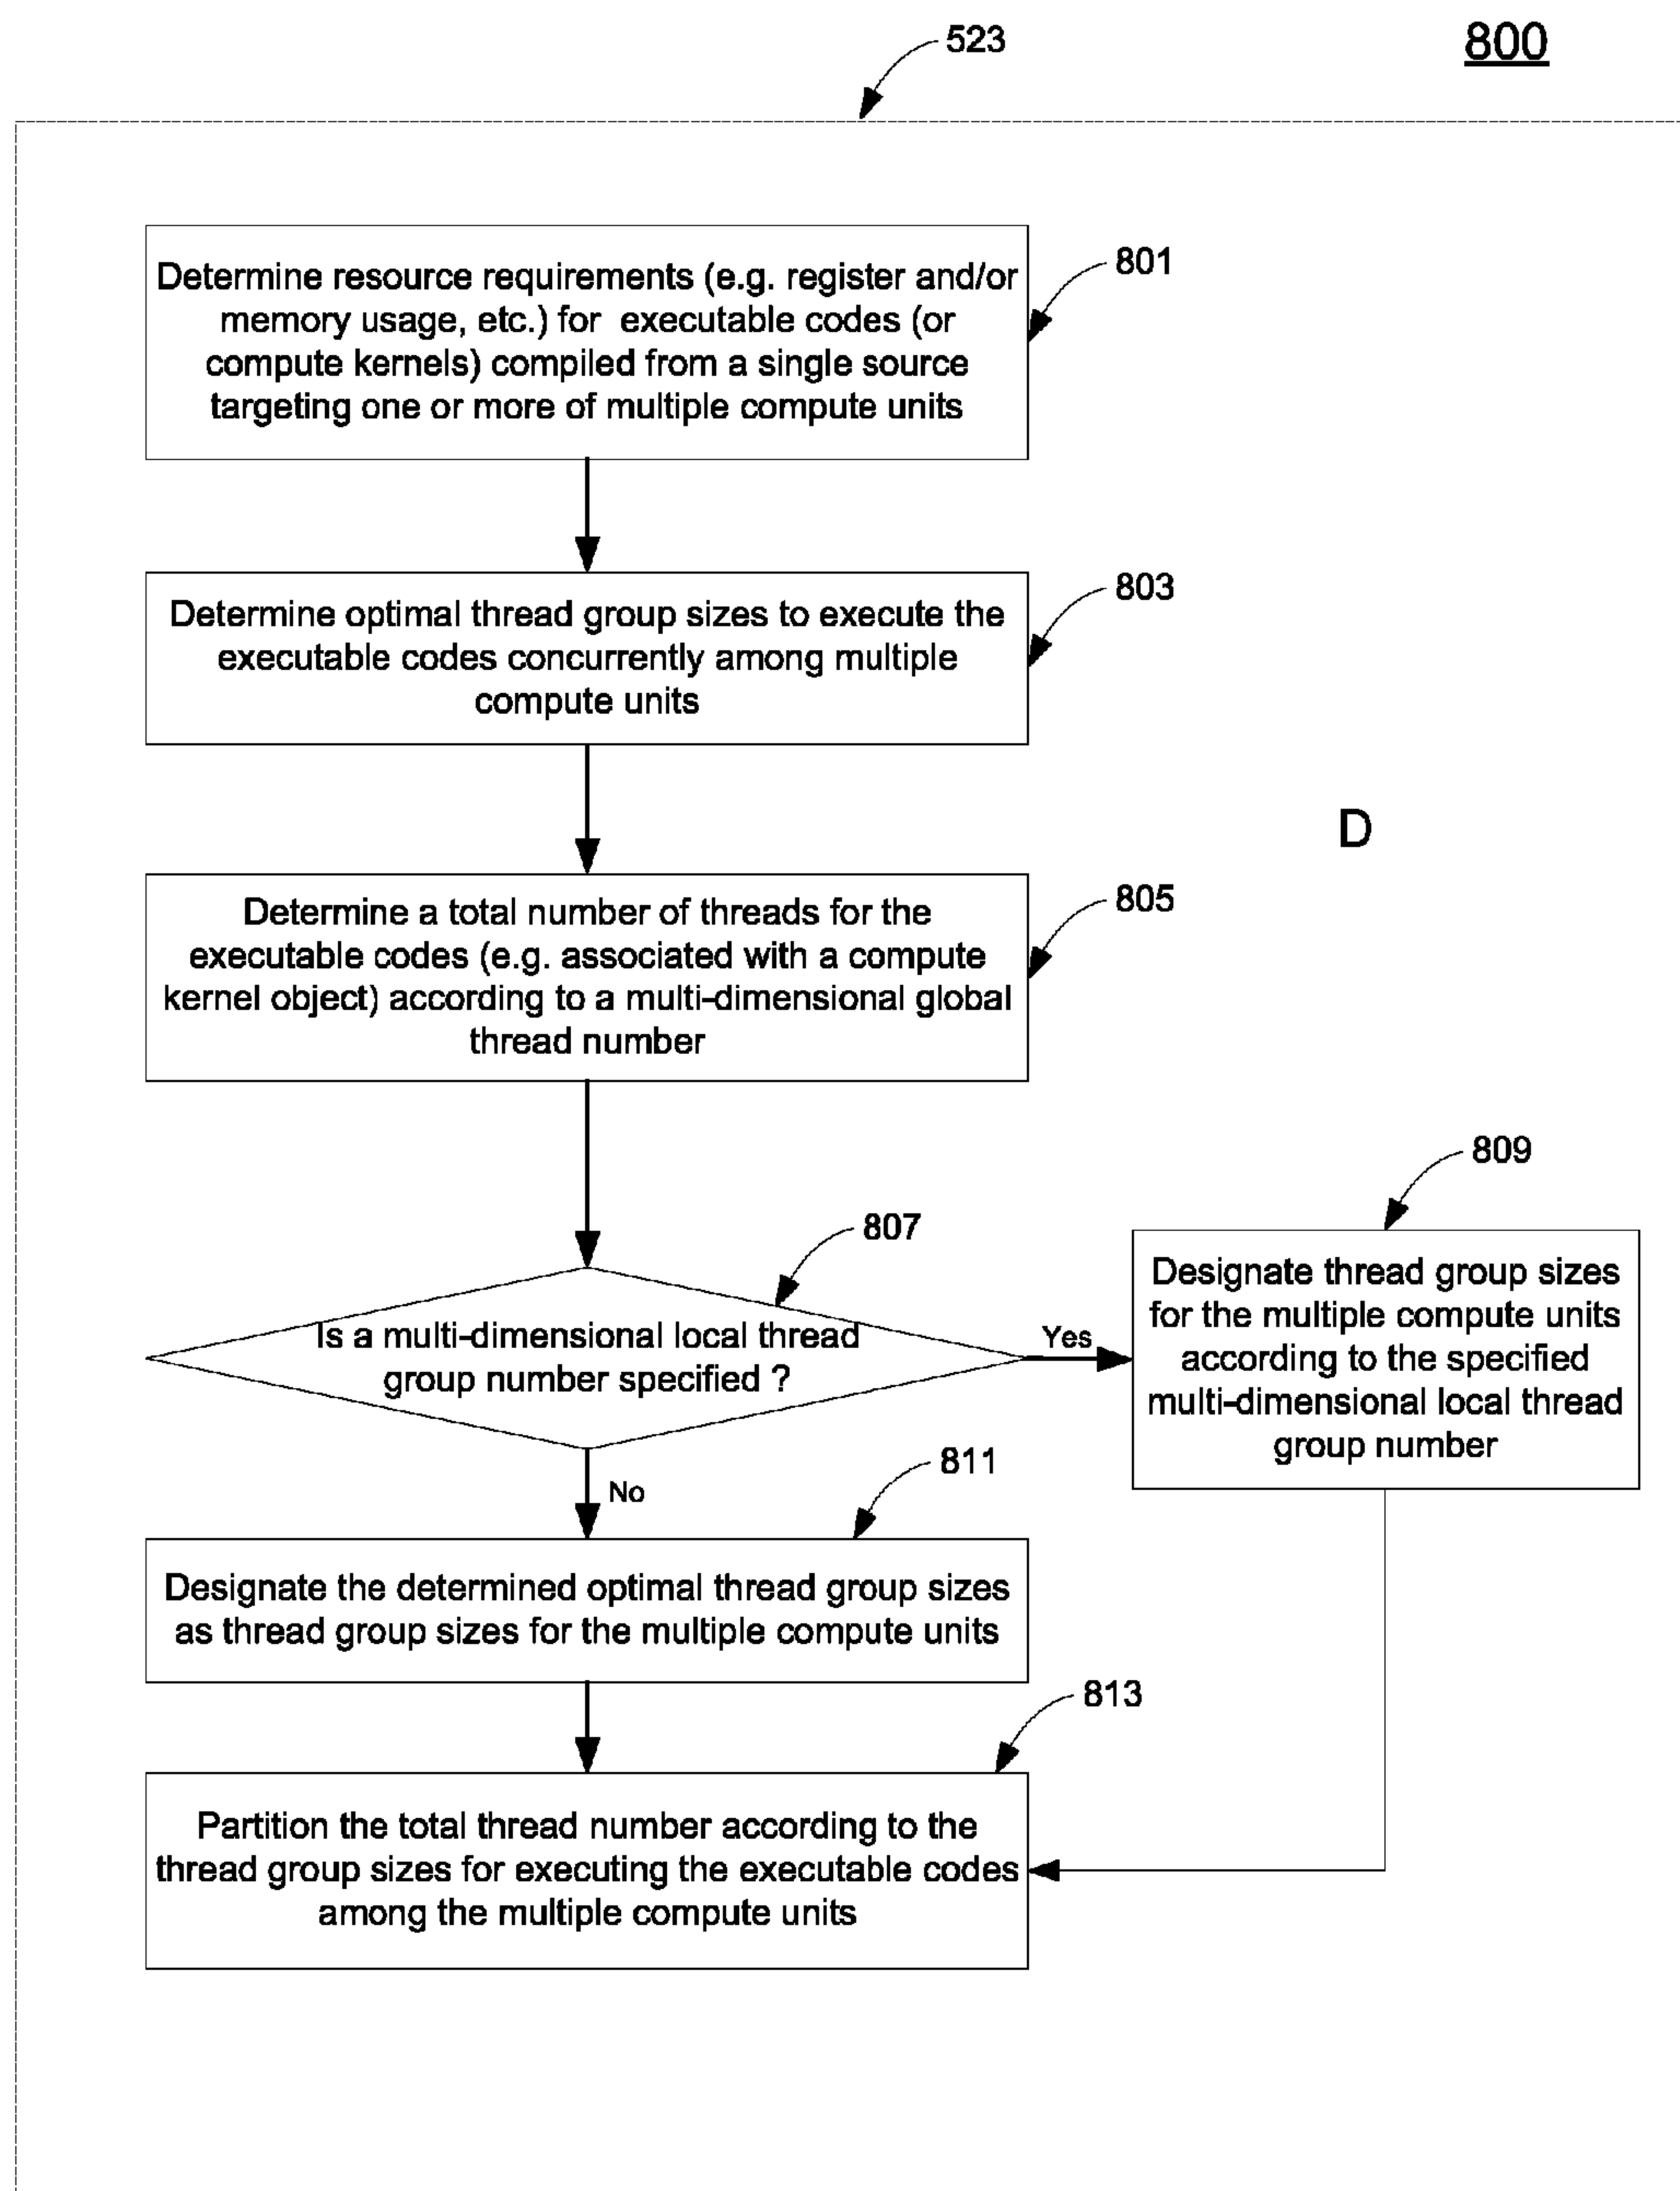 523
800
Determine resource requirements (e.g. register and/or
memory usage, etc.) for executable codes (or
compute kernels) compiled from a single source
targeting one or more of multiple compute units
801
Determine optimal thread group sizes to execute the
executable codes concurrently among multiple
compute units
803
D
Determine a total number of threads for the
executable codes (e.g. associated with a compute
kernel object) according to a multi-dimensional global
thread number
805
807
Is a multi-dimensional local thread
group number specified ?
Yes
809
Designate thread group sizes
for the multiple compute units
according to the specified
multi-dimensional local thread
group number
No
811
Designate the determined optimal thread group sizes
as thread group sizes for the multiple compute units
813
Partition the total thread number according to the
thread group sizes for executing the executable codes
among the multiple compute units